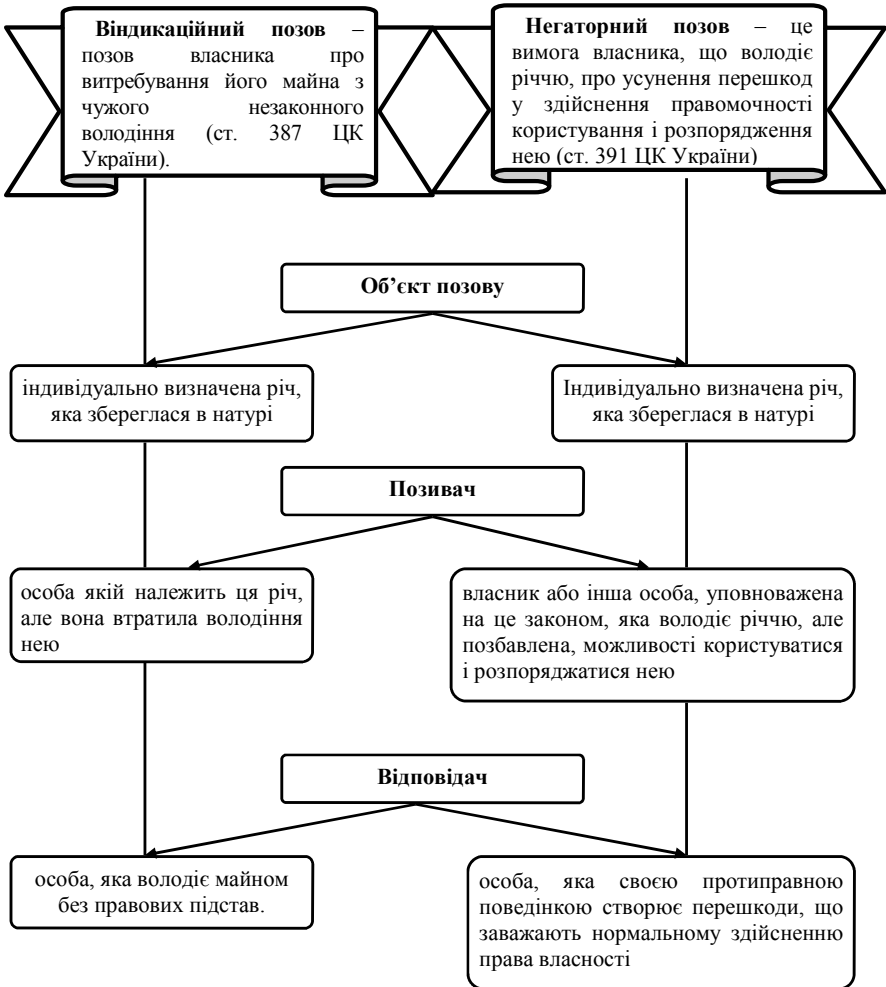 Віндикаційний позов –
позов власника про
витребування його майна з
чужого незаконного
володіння (ст. 387 ЦК
України).
Негаторний позов – це
вимога власника, що володіє
річчю, про усунення перешкод
у здійснення правомочності
користування і розпорядження
нею (ст. 391 ЦК України)
Об’єкт позову
індивідуально визначена річ,
яка збереглася в натурі
Індивідуально визначена річ,
яка збереглася в натурі
Позивач
особа якій належить ця річ,
але вона втратила володіння
нею
власник або інша особа, уповноважена
на це законом, яка володіє річчю, але
позбавлена, можливості користуватися
і розпоряджатися нею
Відповідач
особа, яка володіє майном
без правових підстав.
особа, яка своєю протиправною
поведінкою створює перешкоди, що
заважають нормальному здійсненню
права власності